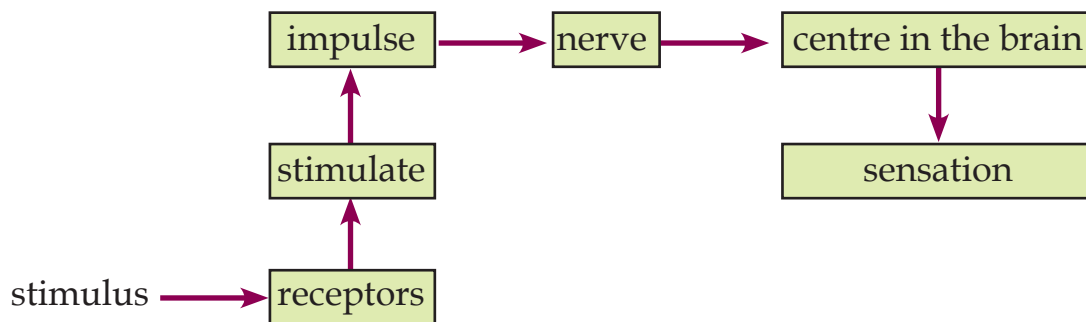 impulse
nerve
centre in the brain
stimulate
sensation
stimulus
receptors